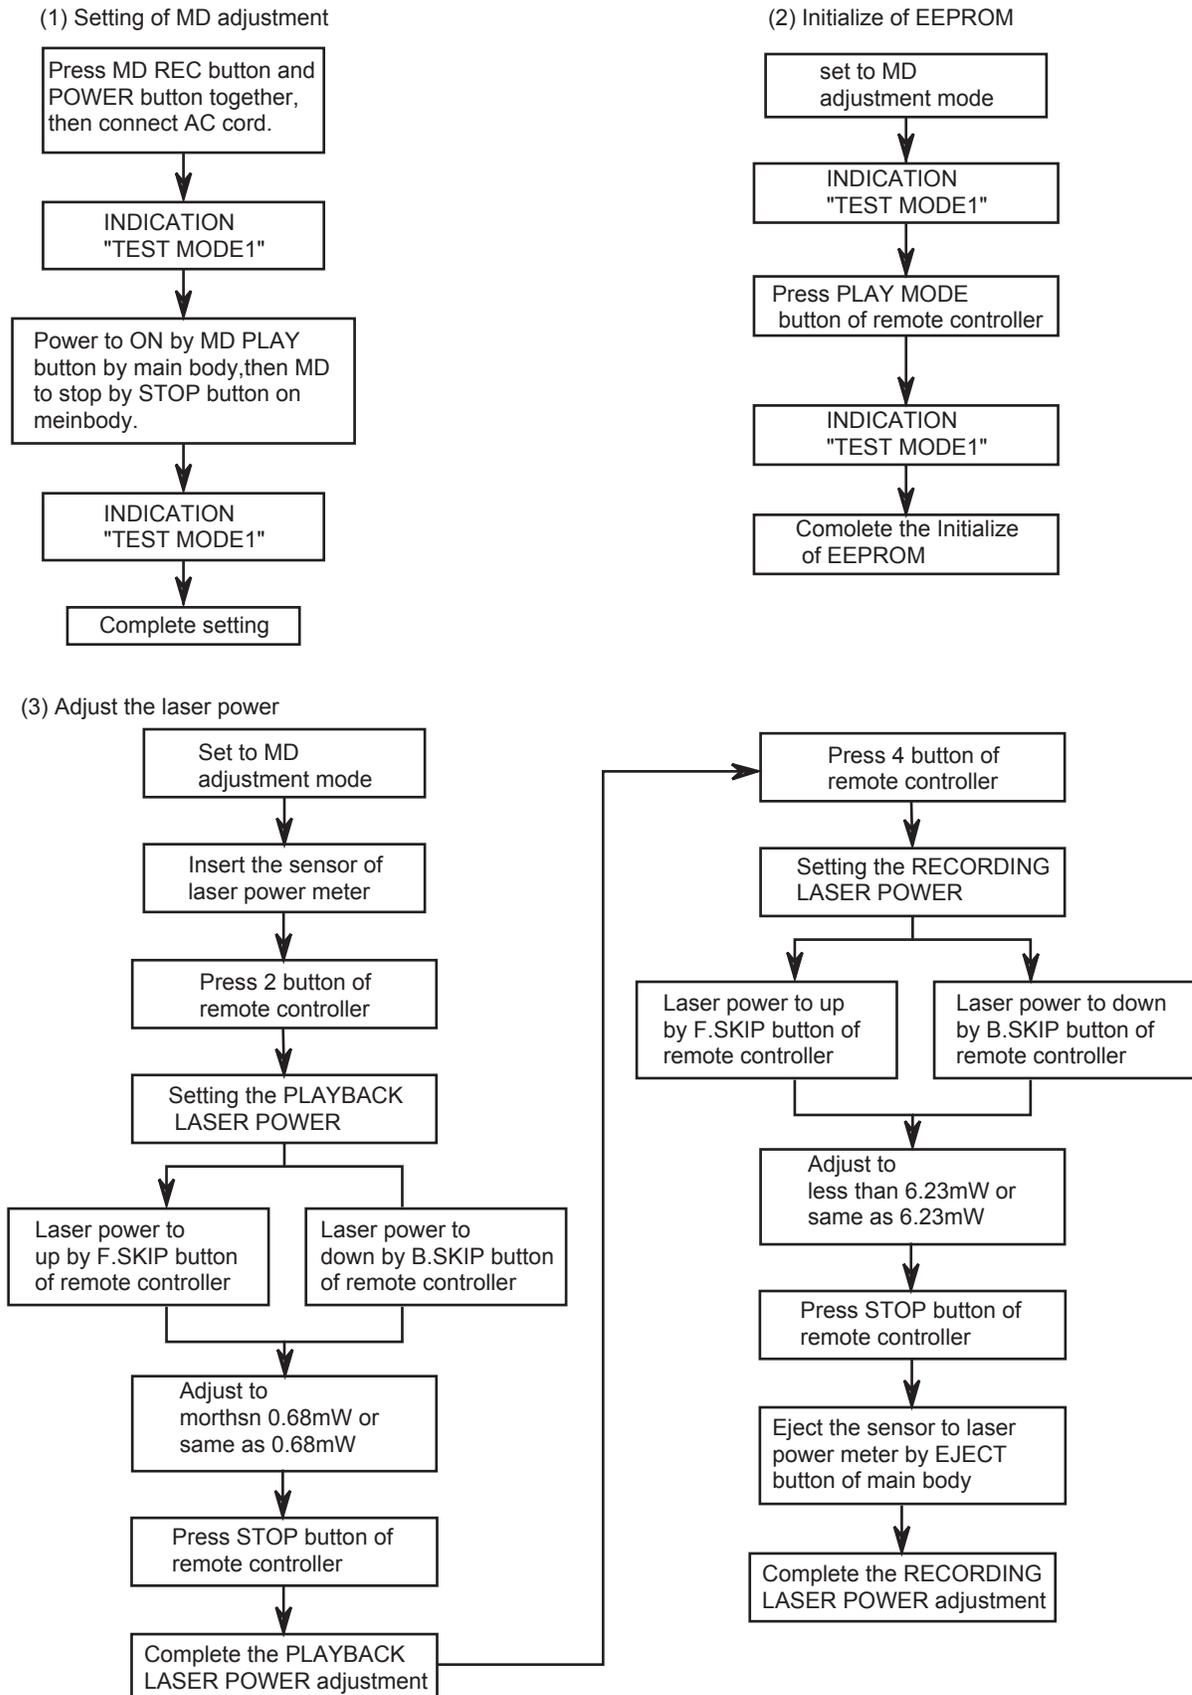 (1) Setting of MD adjustment
Press MD REC button and
POWER button together,
then connect AC cord.
INDICATION
"TEST MODE1"
Power to ON by MD PLAY
button by main body,then MD
to stop by STOP button on
meinbody.
INDICATION
"TEST MODE1"
Complete setting
(2) Initialize of EEPROM
set to MD
adjustment mode
INDICATION
"TEST MODE1"
Press PLAY MODE
button of remote controller
INDICATION
"TEST MODE1"
Comolete the Initialize
of EEPROM
(3) Adjust the laser power
Set to MD
adjustment mode
Insert the sensor of
laser power meter
Press 2 button of
remote controller
Setting the PLAYBACK
LASER POWER
Laser power to
up by F.SKIP button
of remote controller
Laser power to
down by B.SKIP button
of remote controller
Adjust to
morthsn 0.68mW or
same as 0.68mW
Press STOP button of
remote controller
Complete the PLAYBACK
LASER POWER adjustment
Press 4 button of
remote controller
Setting the RECORDING
LASER POWER
Laser power to up
by F.SKIP button of
remote controller
Laser power to down
by B.SKIP button of
remote controller
Adjust to
less than 6.23mW or
same as 6.23mW
Press STOP button of
remote controller
Eject the sensor to laser
power meter by EJECT
button of main body
Complete the RECORDING
LASER POWER adjustment